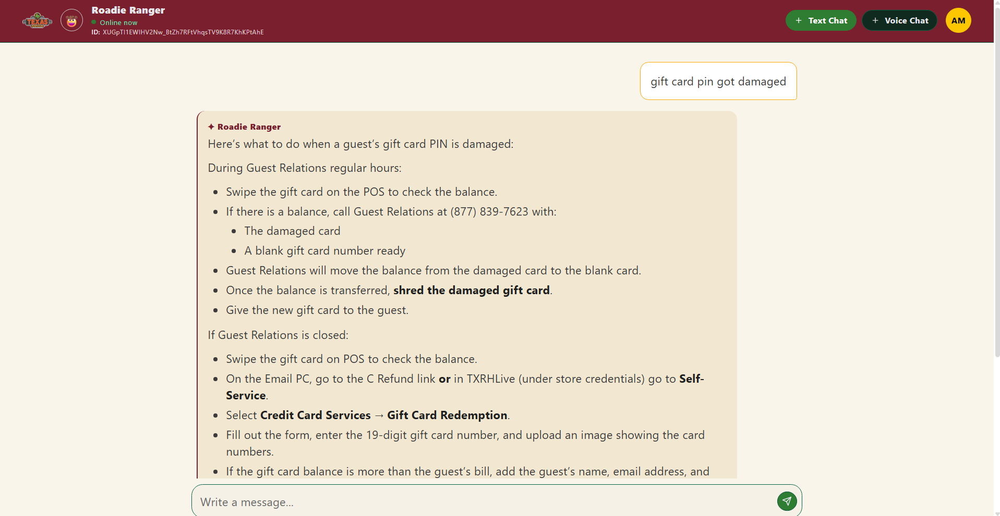 TEXAS
Roadie Ranger
Online now
ID: XUGpTI1EWIHV2Nw_BtZh7RFtVhqsTV9K8R7KhKPtAhE
+ Text Chat
+ Voice Chat
AM
gift card pin got damaged
✦ Roadie Ranger
Here’s what to do when a guest’s gift card PIN is damaged:
During Guest Relations regular hours:
• Swipe the gift card on the POS to check the balance.
• If there is a balance, call Guest Relations at (877) 839-7623 with:
• The damaged card
• A blank gift card number ready
• Guest Relations will move the balance from the damaged card to the blank card.
• Once the balance is transferred, shred the damaged gift card.
• Give the new gift card to the guest.
If Guest Relations is closed:
• Swipe the gift card on POS to check the balance.
• On the Email PC, go to the C Refund link or in TXRHLive (under store credentials) go to Self-
Service.
• Select Credit Card Services → Gift Card Redemption.
• Fill out the form, enter the 19-digit gift card number, and upload an image showing the card
numbers.
• If the gift card balance is more than the guest’s bill, add the guest’s name, email address, and
Write a message...